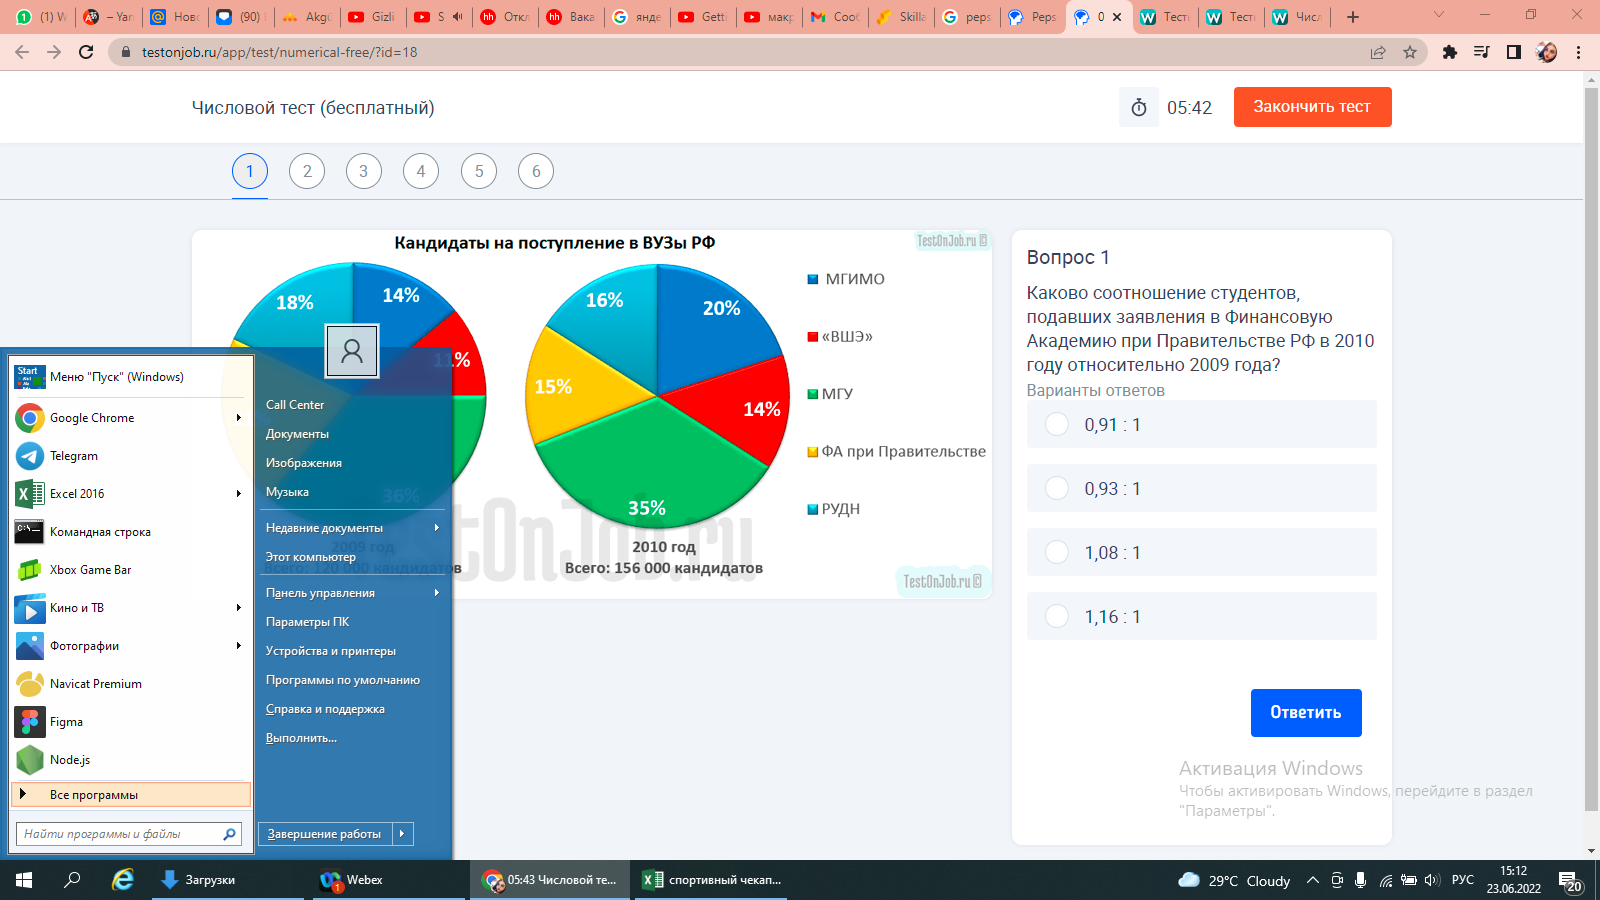 (1) W
– Yan
Нов
(90)
Akgü
Gizli
S
Откл
Вака
янде
Getti
макр
Сооб
Skilla
peps
Peps
0
Тест
Тест
Числ
testonjob.ru/app/test/numerical-free/?id=18
Числовой тест (бесплатный)
05:42
Закончить тест
1 2 3 4 5 6
Кандидаты на поступление в ВУЗы РФ
TestOnJob.ru ©
18%
14%
11%
36%
2009 год
Всего: 120 000 кандидатов
16%
20%
15%
14%
35%
2010 год
Всего: 156 000 кандидатов
МГИМО
«ВШЭ»
МГУ
ФА при Правительстве
РУДН
TestOnJob.ru
TestOnJob.ru ©
Вопрос 1
Каково соотношение студентов,
подавших заявления в Финансовую
Академию при Правительстве РФ в 2010
году относительно 2009 года?
Варианты ответов
0,91 : 1
0,93 : 1
1,08 : 1
1,16 : 1
Ответить
Активация Windows
Чтобы активировать Windows, перейдите в раздел
"Параметры".
Start
Меню "Пуск" (Windows)
Google Chrome
Telegram
Excel 2016
Командная строка
Xbox Game Bar
Кино и ТВ
Фотографии
Navicat Premium
Figma
Node.js
Все программы
Найти программы и файлы
Call Center
Документы
Изображения
Музыка
Недавние документы
Этот компьютер
Панель управления
Параметры ПК
Устройства и принтеры
Программы по умолчанию
Справка и поддержка
Выполнить...
Завершение работы
Загрузки
Webex
1
05:43 Числовой те...
спортивный чекап...
29°C Cloudy
РУС
15:12
23.06.2022
20